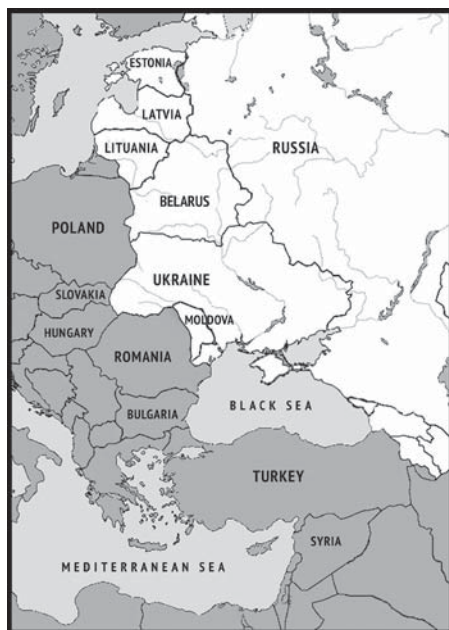 ESTONIA
LATVIA
LITUANIA
RUSSIA
BELARUS
POLAND
UKRAINE
SLOVAKIA
MOLDOVA
HUNGARY
ROMANIA
BLACK SEA
BULGARIA
TURKEY
SYRIA
MEDITERRANEAN SEA